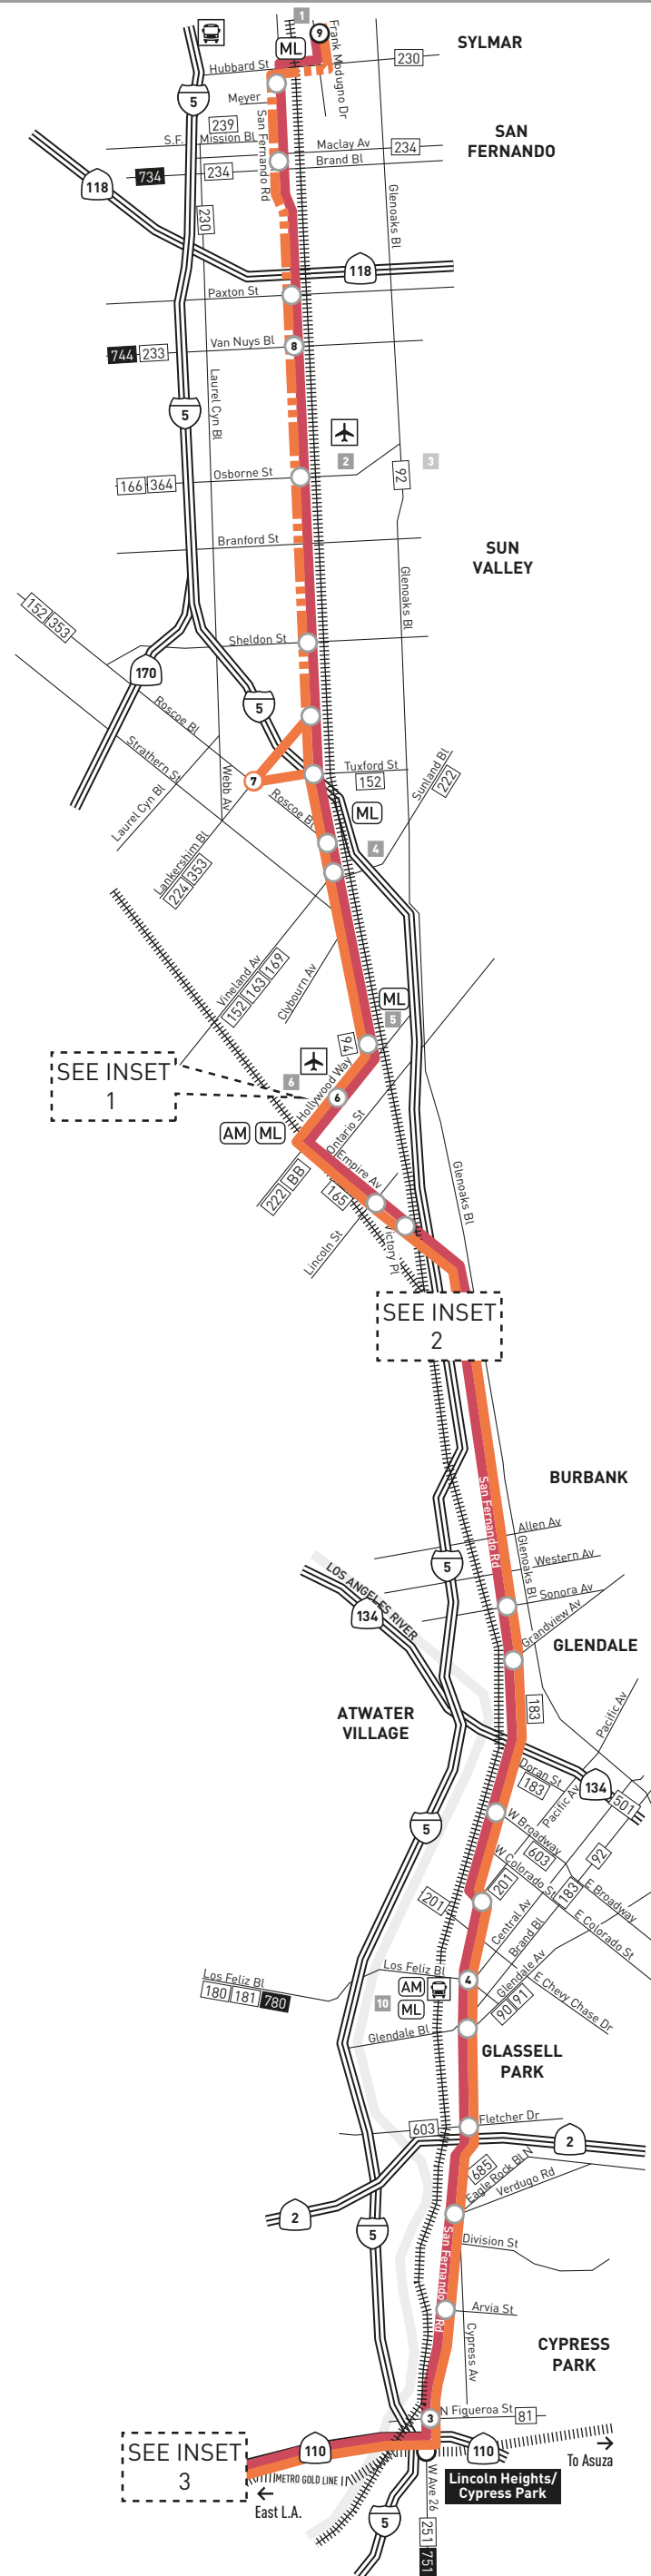 1
9
ML
Frank Modugno Dr
SYLMAR
Hubbard St
230
5
Meyer
239
S.F. Mission Bl
San Fernando Rd
Maclay Av
234
Brand Bl
SAN
FERNANDO
734
234
118
230
Glenoaks Bl
118
Paxton St
744 233
Van Nuys Bl
8
Laurel Cyn Bl
5
2
3
166 364
Osborne St
92
Branford St
SUN
VALLEY
Glenoaks Bl
152 353
Sheldon St
170
Roscoe Bl
5
Strathern St
7
Tuxford St
152
Sunland Bl
222
Laurel Cyn Bl
Webb Av
Roscoe Bl
ML
4
Lankershim Bl
224 353
Vineland Av
152 163 169
Clybourn Av
ML
5
94
SEE INSET
1
6
Hollywood Way
6
AM ML
Ontario St
Empire Av
222 BB
165
Lincoln St
Victory Pl
Glenoaks Bl
SEE INSET
2
BURBANK
San Fernando Rd
Allen Av
Glenoaks Bl
Western Av
5
Sonora Av
LOS ANGELES RIVER
134
Grandview Av
GLENDALE
183
ATWATER
VILLAGE
Pacific Av
Doran St
183
134
501
Pacific Av
5
W Broadway
603
92
W Colorado St
201
183
E Broadway
201
Central Av
Brand Bl
E Colorado St
Los Feliz Bl
180 181 780
Los Feliz Bl
4
Glendale Av
E Chevy Chase Dr
AM
10
ML
90 91
Glendale Bl
GLASSELL
PARK
Fletcher Dr
603
2
685
Eagle Rock BLN
Verdugo Rd
2
5
Division St
San Fernando Rd
Arvia St
Cypress Av
CYPRESS
PARK
3
N Figueroa St
81
SEE INSET
3
110
110
To Asuza
METRO GOLD LINE
East L.A.
W Ave 26
Lincoln Heights/
Cypress Park
5
251 751